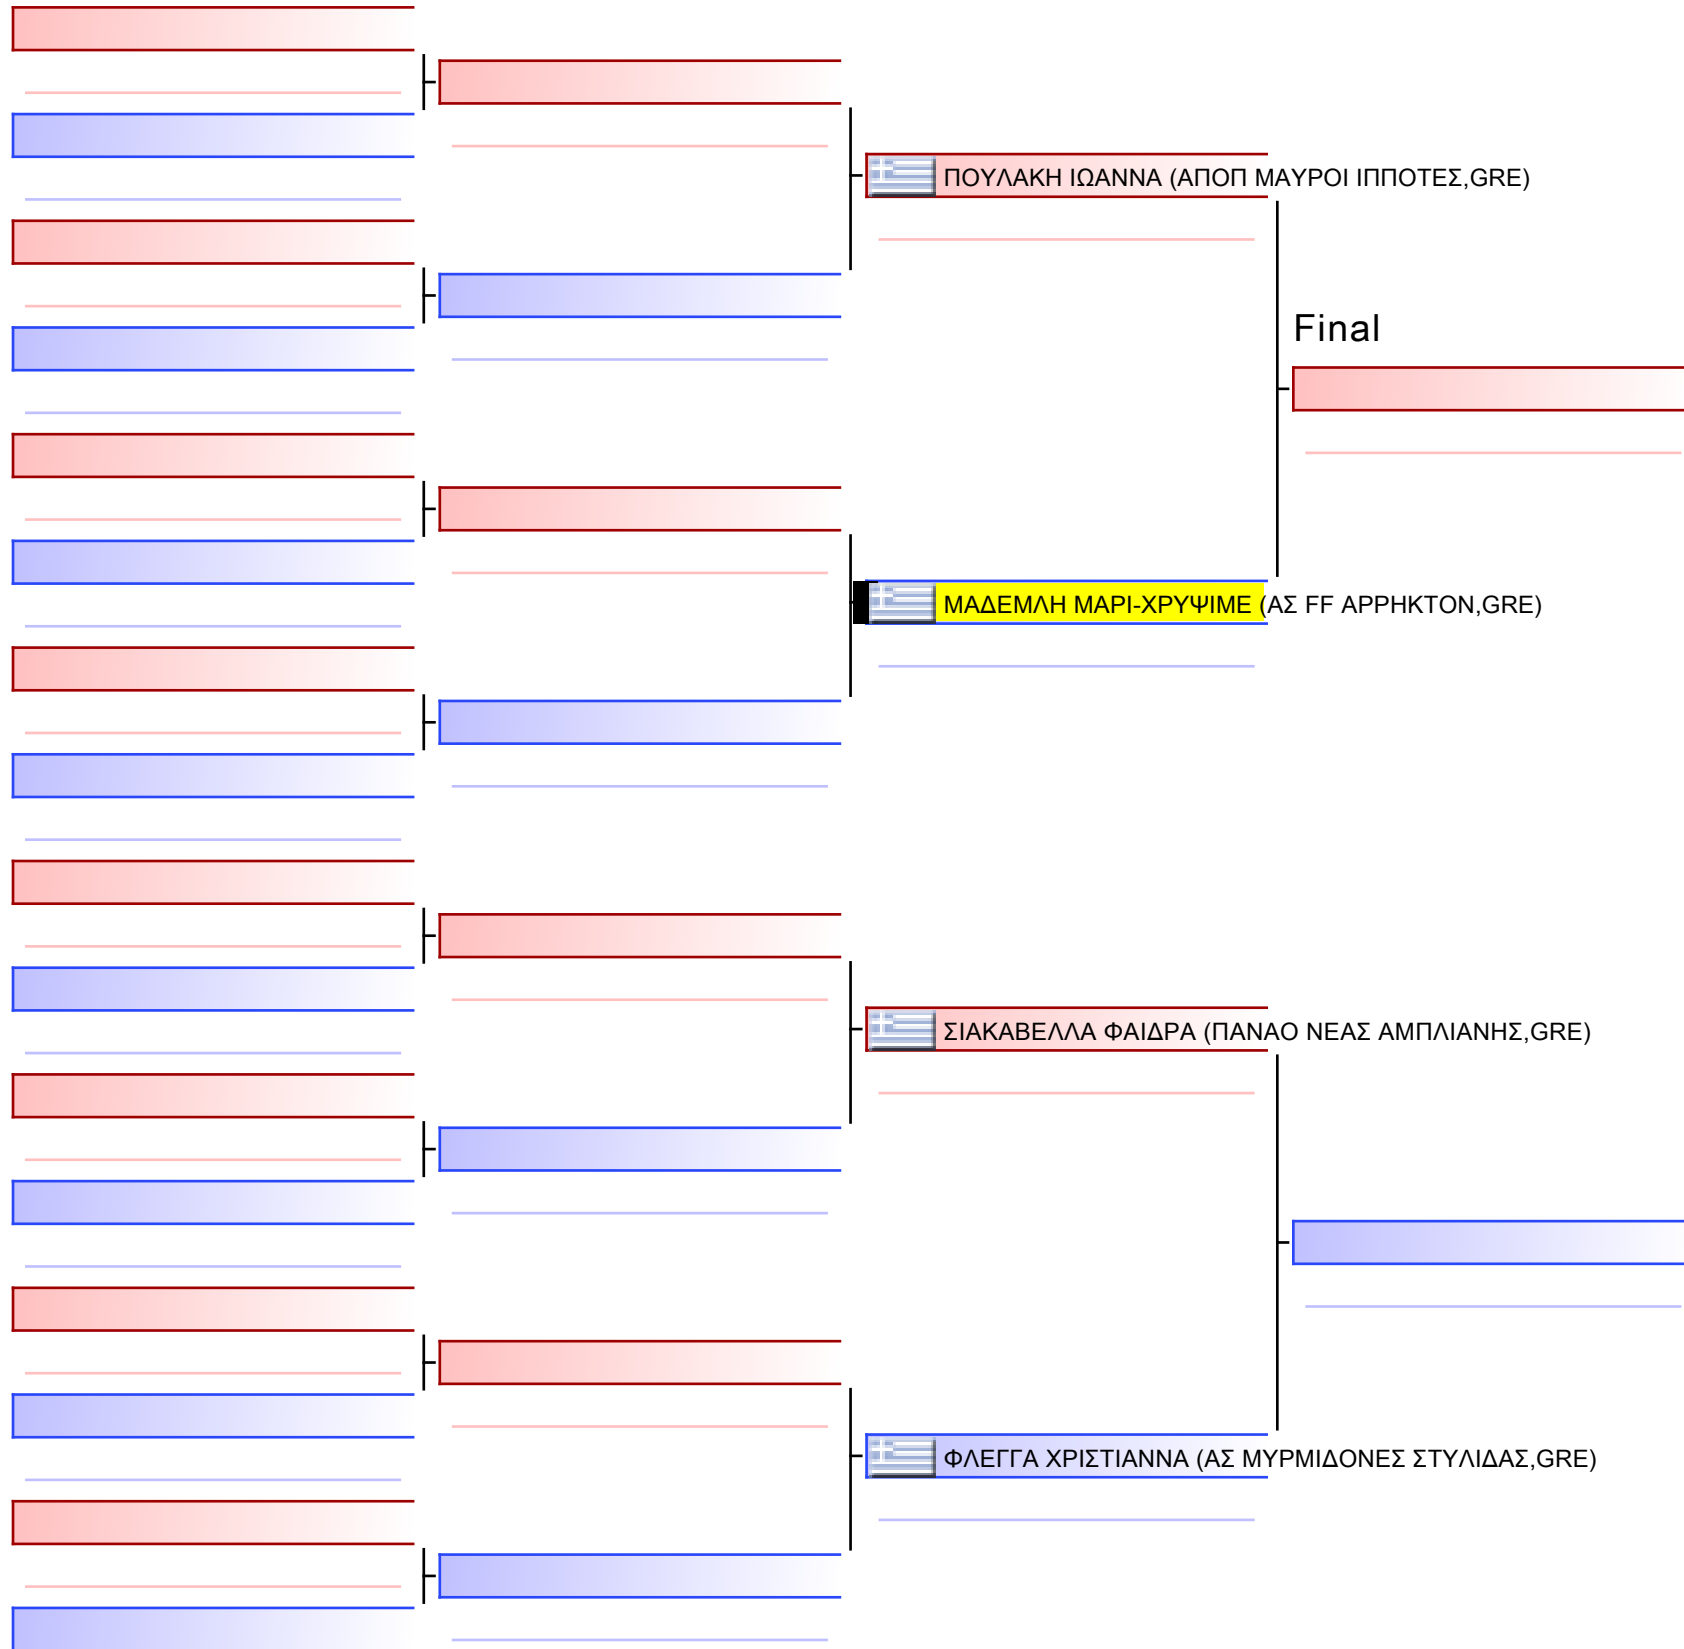 ΠΟΥΛΑΚΗ ΙΩΑΝΝΑ (ΑΠΟΠ ΜΑΥΡΟΙ ΙΠΠΟΤΕΣ,GRE)
Final
ΜΑΔΕΜΛΗ ΜΑΡΙ-ΧΡΥΨΙΜΕ (ΑΣ FF ΑΡΡΗΚΤΟΝ,GRE)
ΣΙΑΚΑΒΕΛΛΑ ΦΑΙΔΡΑ (ΠΑΝΑΟ ΝΕΑΣ ΑΜΠΛΙΑΝΗΣ,GRE)
ΦΛΕΓΓΑ ΧΡΙΣΤΙΑΝΝΑ (ΑΣ ΜΥΡΜΙΔΟΝΕΣ ΣΤΥΛΙΔΑΣ,GRE)